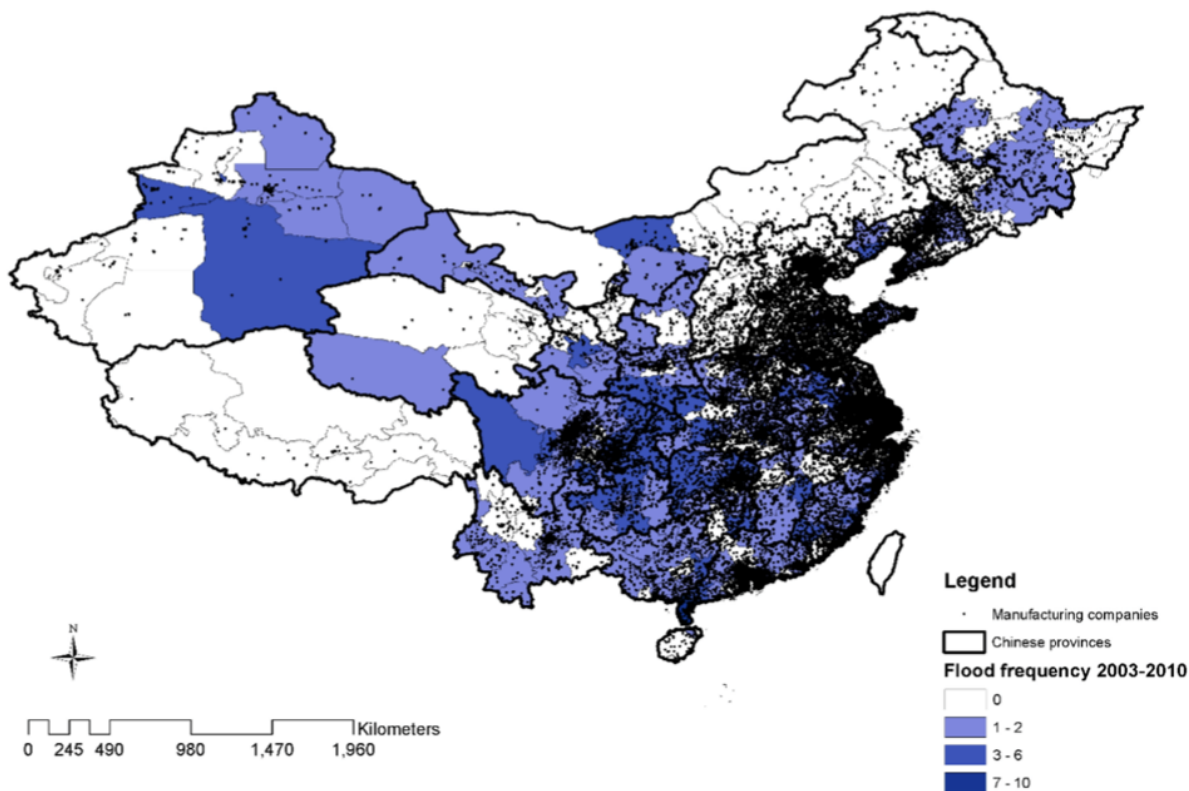 N
Kilometers
0 245 490 980 1,470 1,960
Legend
Manufacturing companies
Chinese provinces
Flood frequency 2003-2010
0
1 - 2
3 - 6
7 - 10